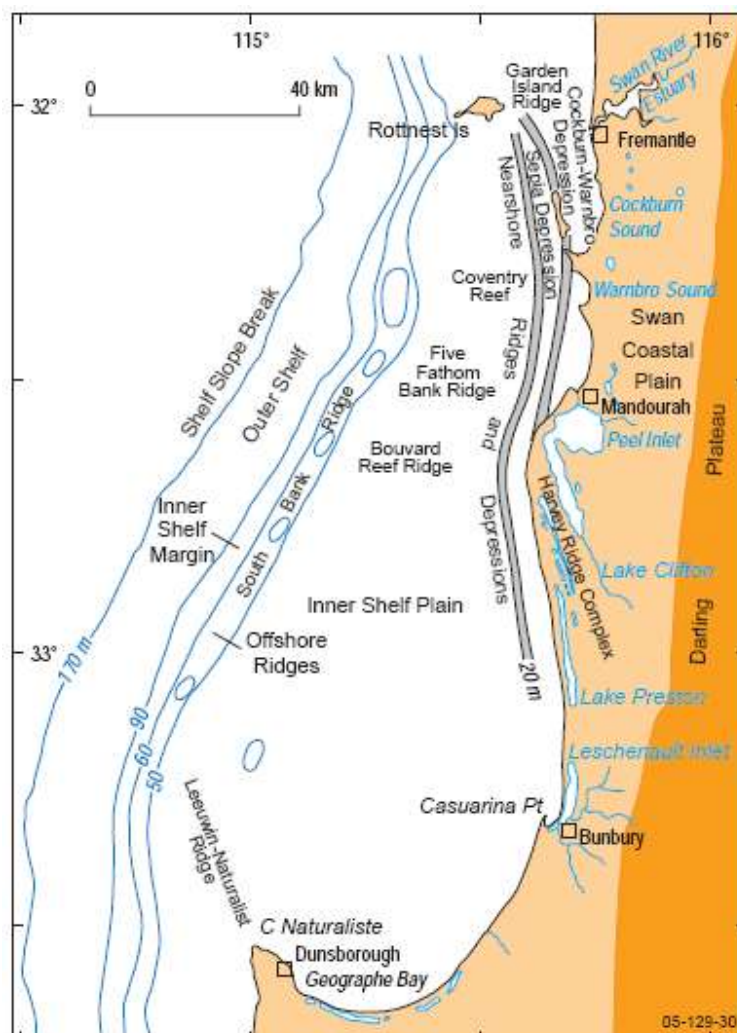 115°
116°
32°
33°
0
40 km
Garden
Island
Ridge
Rottnest Is
Cockburn-Warnbro
Depression
Sepia Depression
Nearshore
Ridges
and
Depressions
Swan River
Estuary
Fremantle
Cockburn
Sound
Warnbro Sound
Swan
Coastal
Plain
Mandourah
Peel Inlet
Plateau
Darling
Coventry
Reef
Five
Fathom
Bank Ridge
Bouvard
Reef Ridge
Shelf Slope Break
Outer Shelf
South
Bank
Ridge
Inner
Shelf
Margin
Inner Shelf Plain
Offshore
Ridges
Harvey Ridge Complex
Lake Clifton
Lake Preston
Leschenault Inlet
20 m
170 m
90
60
50
Leeuwin-Naturalist
Ridge
Casuarina Pt
Bunbury
C Naturaliste
Dunsborough
Geographe Bay
05-129-30